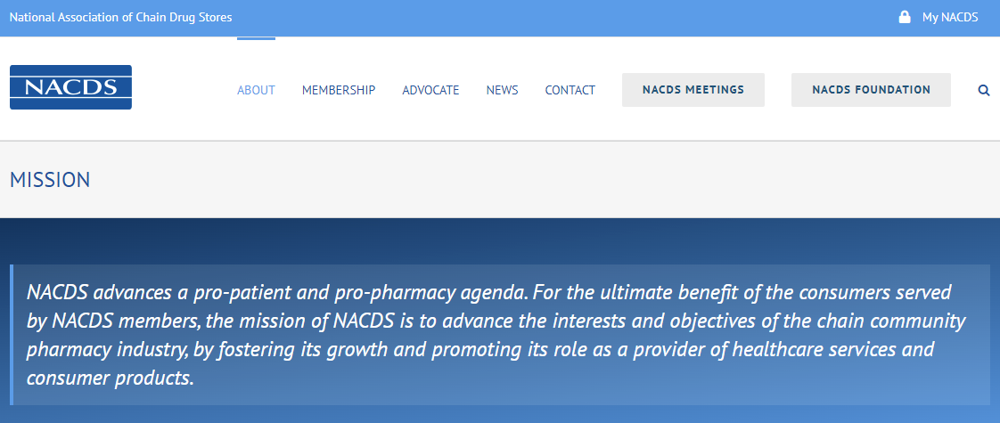 National Association of Chain Drug Stores
My NACDS
NACDS
ABOUT
MEMBERSHIP
ADVOCATE
NEWS
CONTACT
NACDS MEETINGS
NACDS FOUNDATION
MISSION
NACDS advances a pro-patient and pro-pharmacy agenda. For the ultimate benefit of the consumers served
by NACDS members, the mission of NACDS is to advance the interests and objectives of the chain community
pharmacy industry, by fostering its growth and promoting its role as a provider of healthcare services and
consumer products.